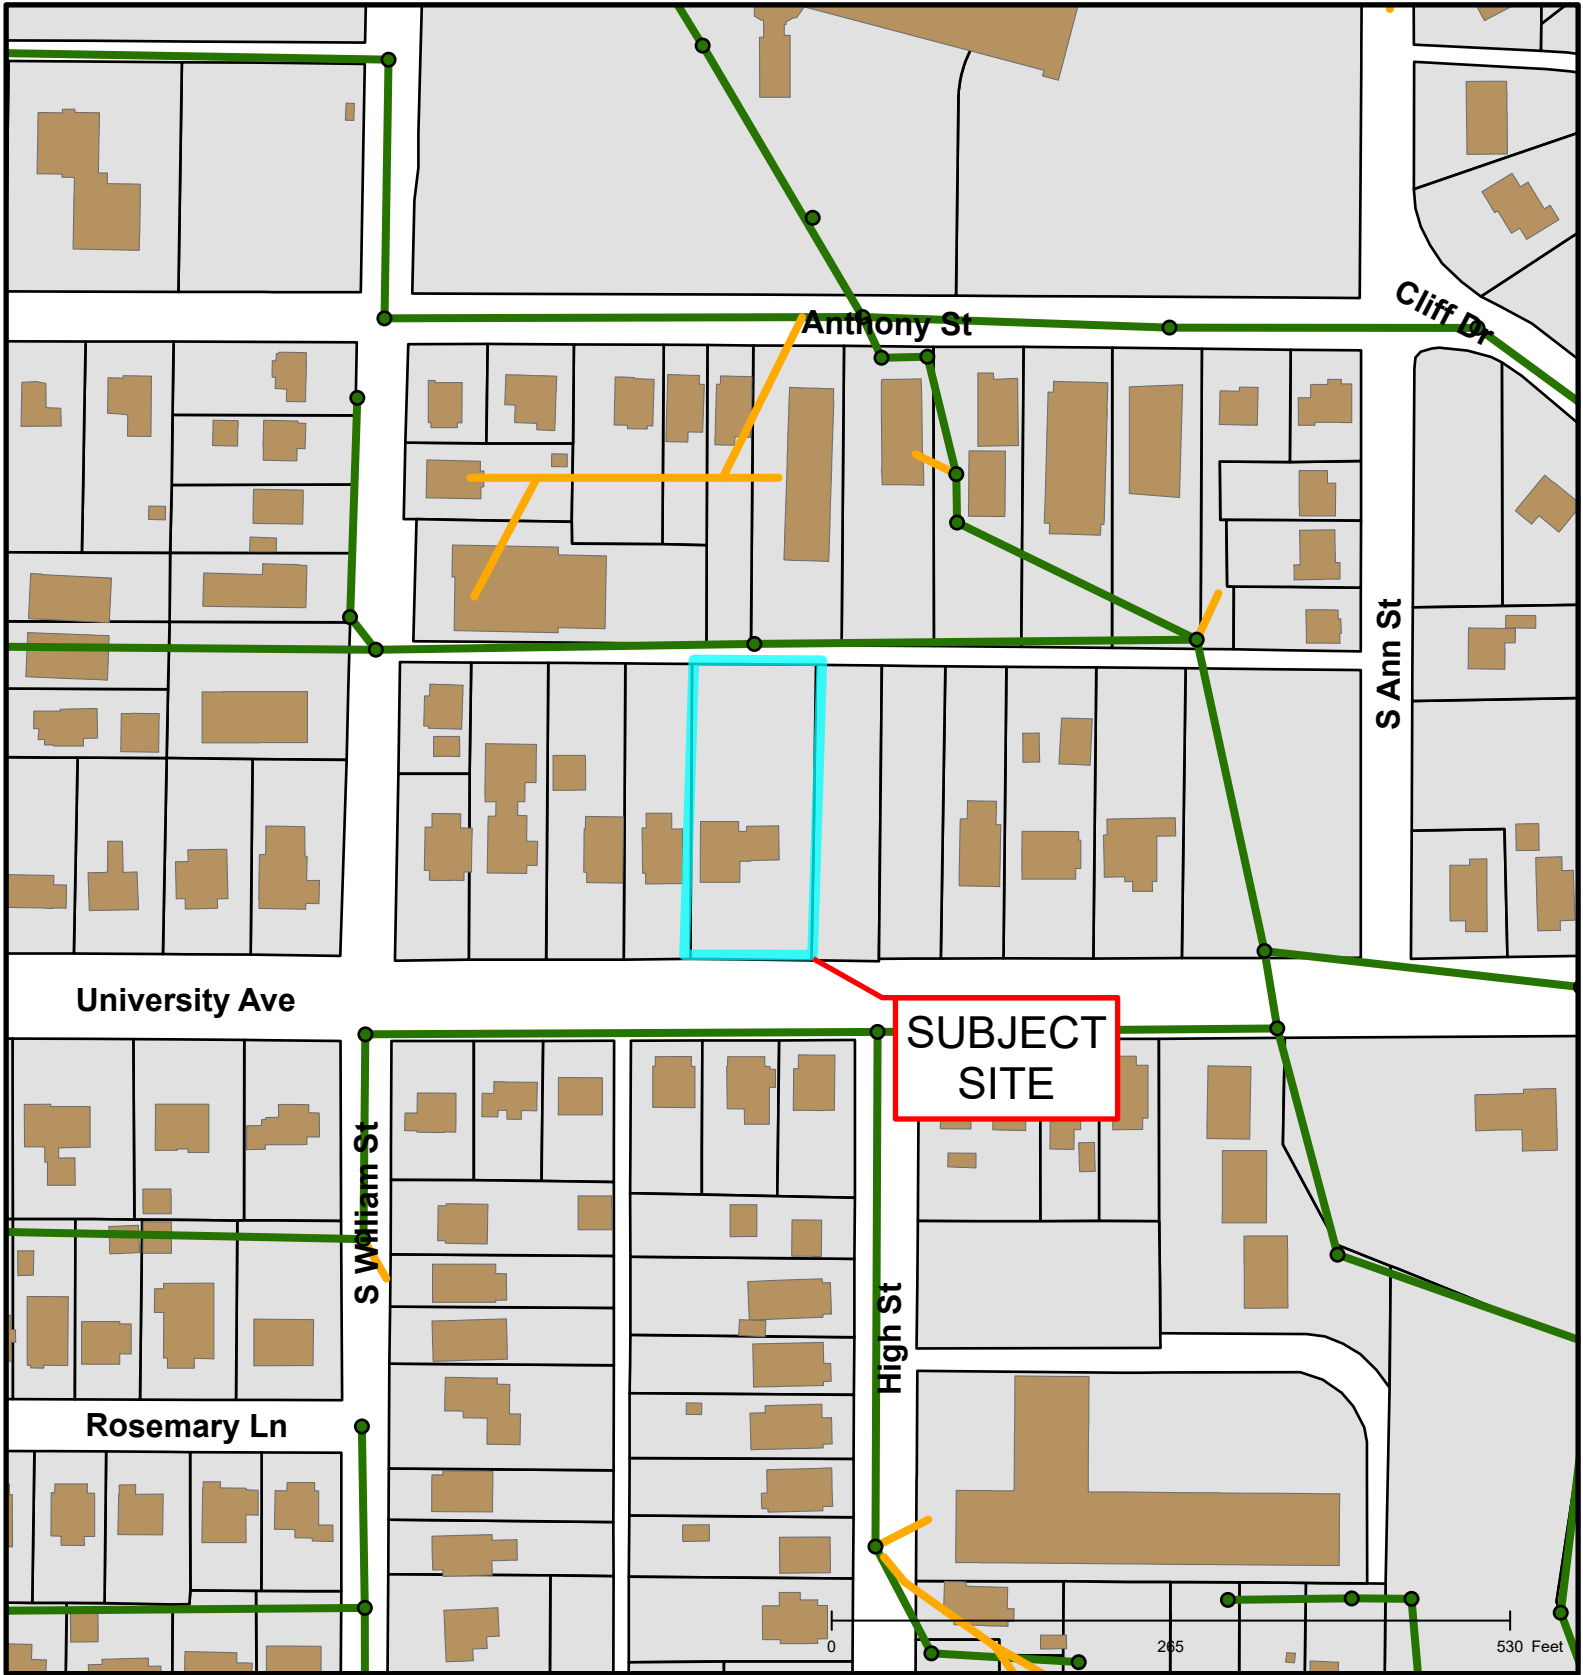 Anthony St
Cliff Dr
S Ann St
University Ave
SUBJECT
SITE
S William St
High St
Rosemary Ln
0
265
530 Feet